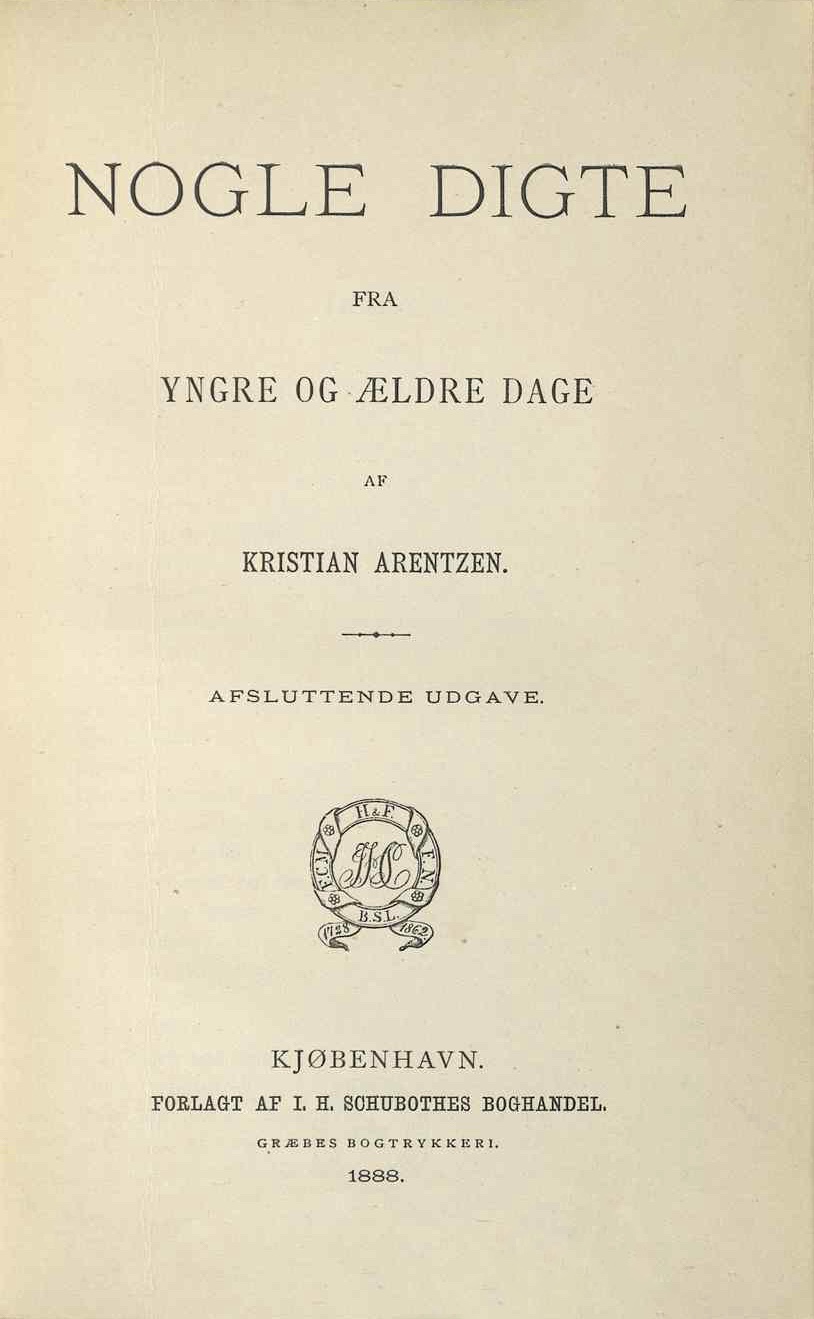 NOGLE DIGTE
FRA
YNGRE OG ÆLDRE DAGE
AF
KRISTIAN ARENTZEN.
AFSLUTTENDE UDGAVE.
H&F.
F.C.M.
F.N.
B.S.L.
1728
1862
KJØBENHAVN.
FORLAGT AF I. H. SCHUBOTHES BOGHANDEL.
GRÆBES BOGTRYKKERI.
1888.